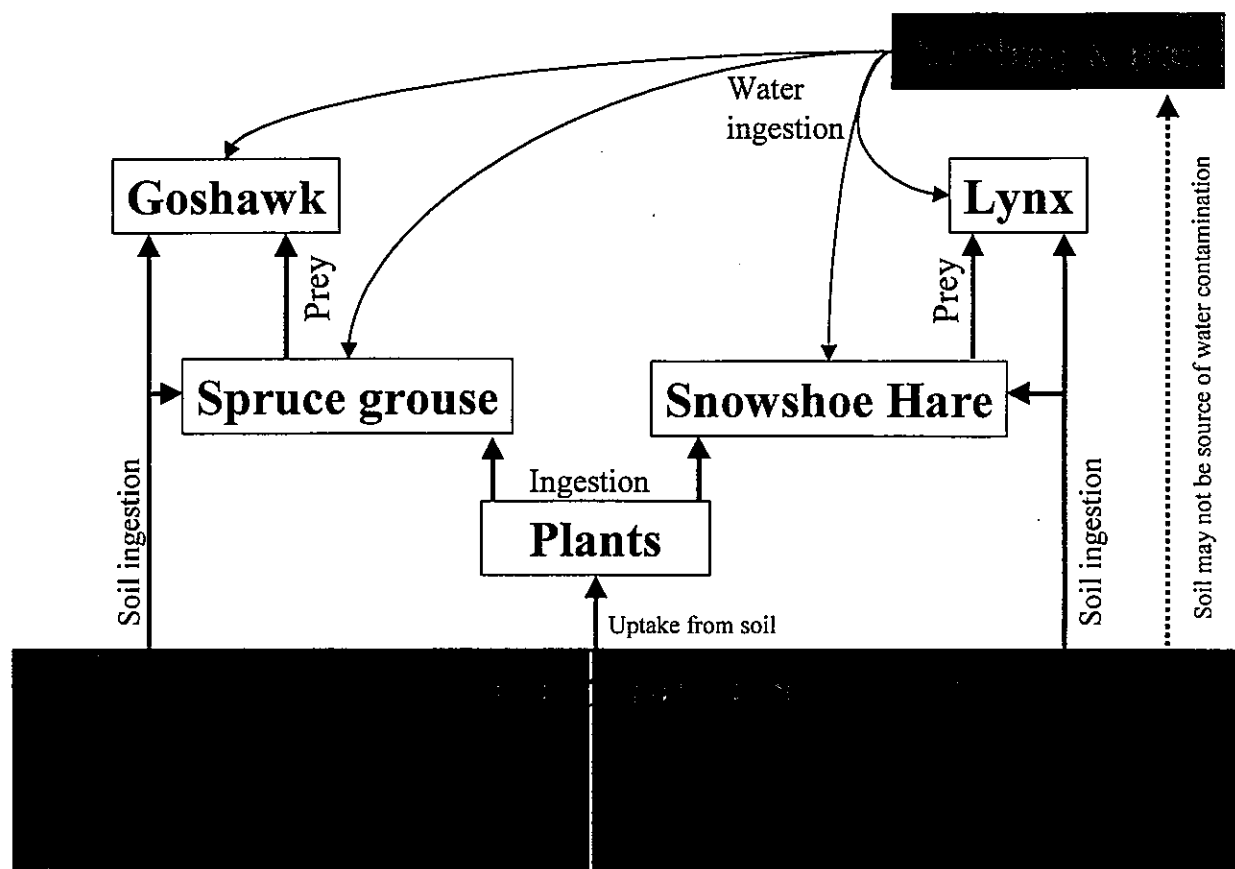 Water
ingestion
Goshawk
Lynx
Prey
Prey
Spruce grouse
Snowshoe Hare
Ingestion
Plants
Soil ingestion
Uptake from soil
Soil ingestion
Soil may not be source of water contamination